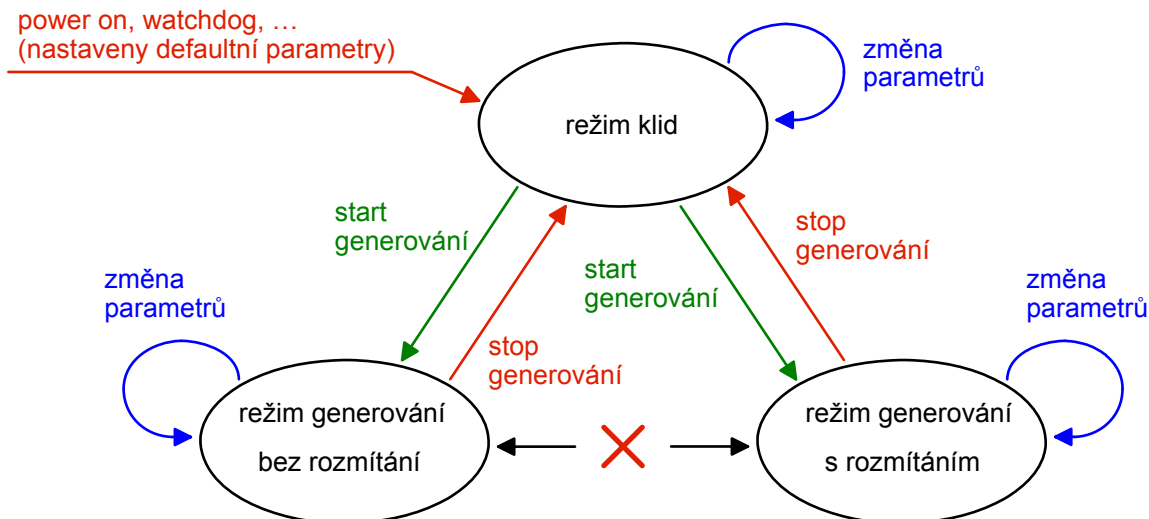 power on, watchdog, …
(nastaveny defaultní parametry)
změna
parametrů
režim klid
start
generování
stop
generování
start
generování
změna
parametrů
změna
parametrů
stop
generování
režim generování
bez rozmítání
režim generování
s rozmítáním